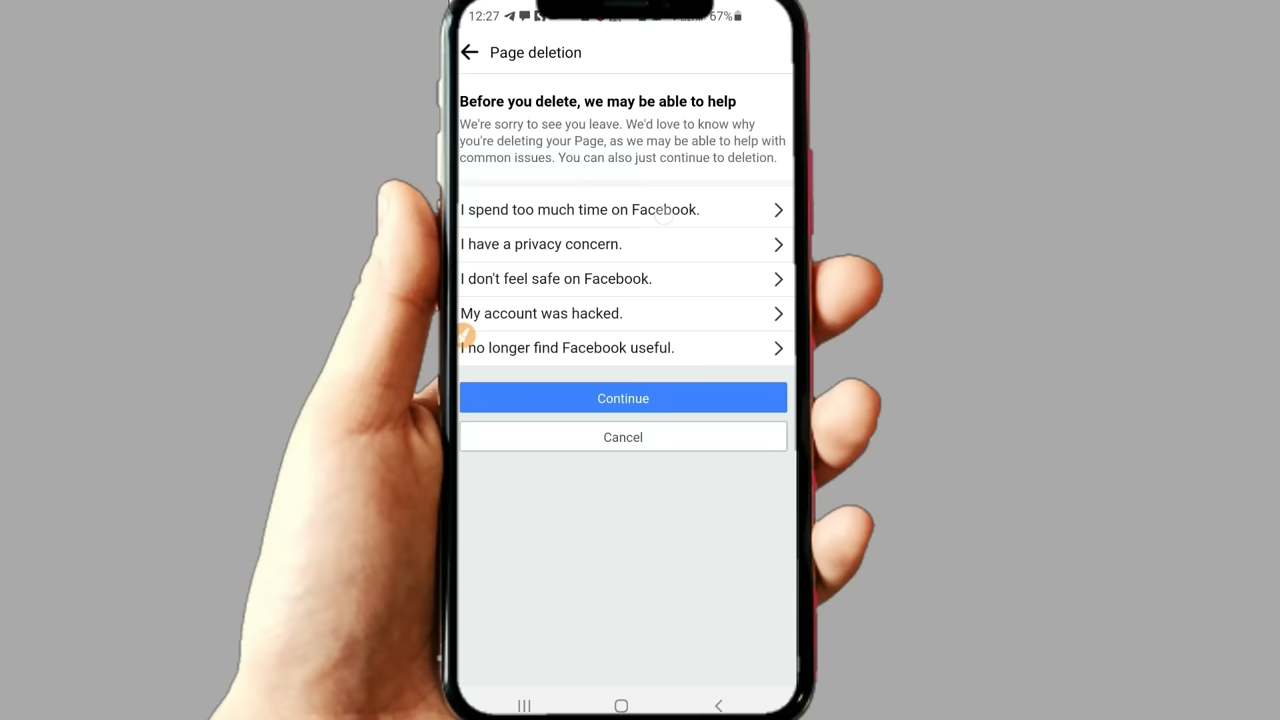 12:27
67%
Page deletion
Before you delete, we may be able to help
We're sorry to see you leave. We'd love to know why
you're deleting your Page, as we may be able to help with
common issues. You can also just continue to deletion.
I spend too much time on Facebook.
I have a privacy concern.
I don't feel safe on Facebook.
My account was hacked.
I no longer find Facebook useful.
Continue
Cancel